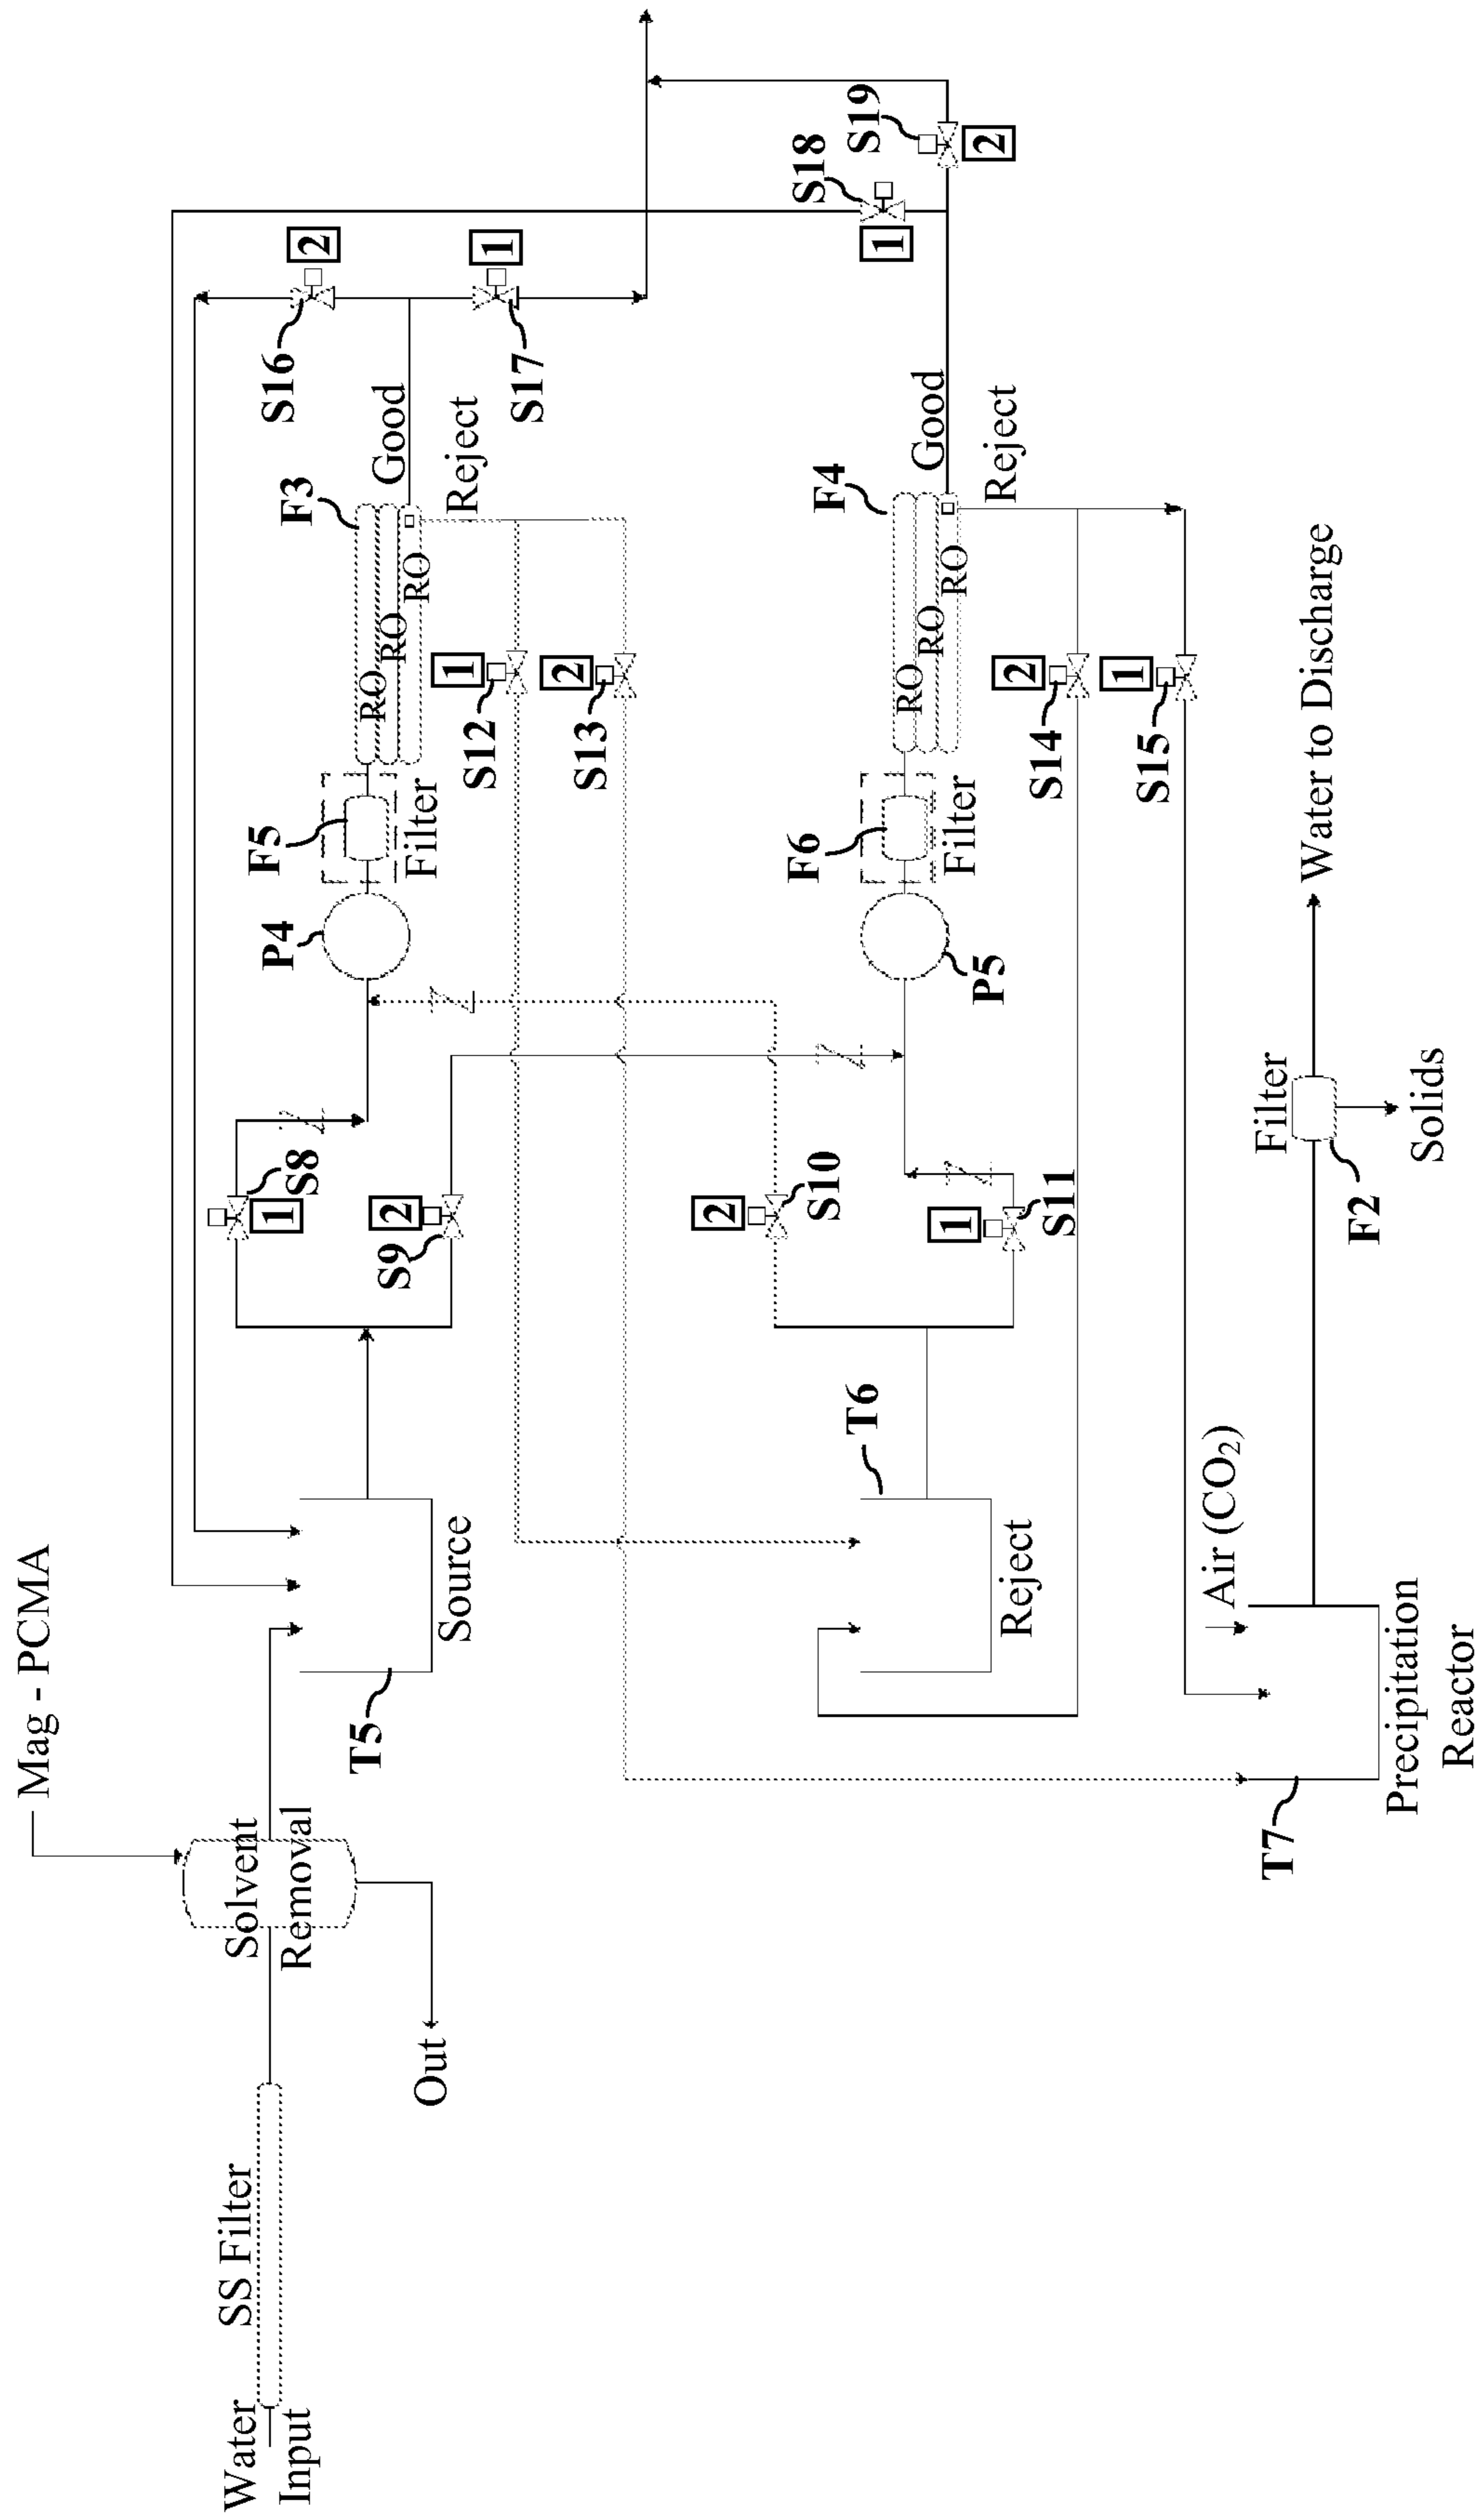 Mag - PCMA
Water
Input
SS Filter
Solvent
Removal
Out
T5
Source
S8
1
S9
2
P4
F5
Filter
F3
RO
RO
RO
Good
Reject
S16
2
S17
1
S12
1
S13
2
S18
1
S19
2
T6
Reject
S10
2
S11
1
P5
F6
Filter
F4
RO
RO
RO
Good
Reject
S14
2
S15
1
T7
Air (CO₂)
Precipitation
Reactor
Filter
F2
Solids
Water to Discharge